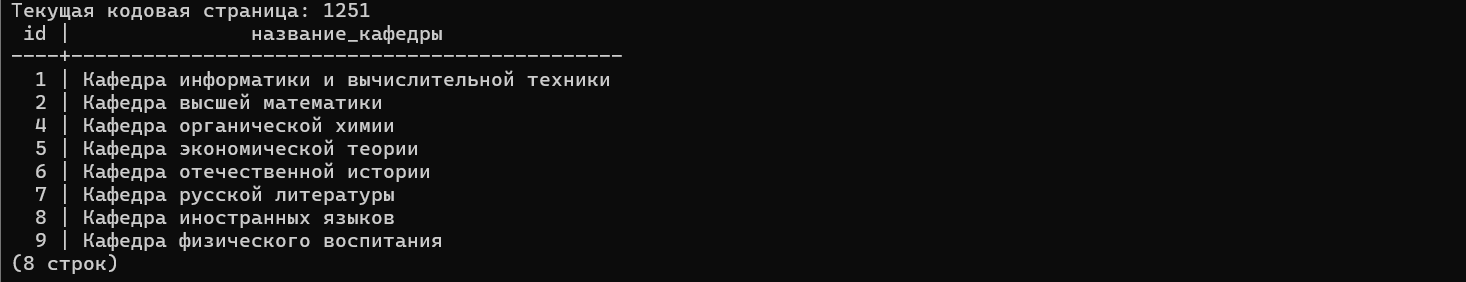 Текущая кодовая страница: 1251
 id |               название_кафедры
----+----------------------------------------------
  1 | Кафедра информатики и вычислительной техники
  2 | Кафедра высшей математики
  4 | Кафедра органической химии
  5 | Кафедра экономической теории
  6 | Кафедра отечественной истории
  7 | Кафедра русской литературы
  8 | Кафедра иностранных языков
  9 | Кафедра физического воспитания
(8 строк)